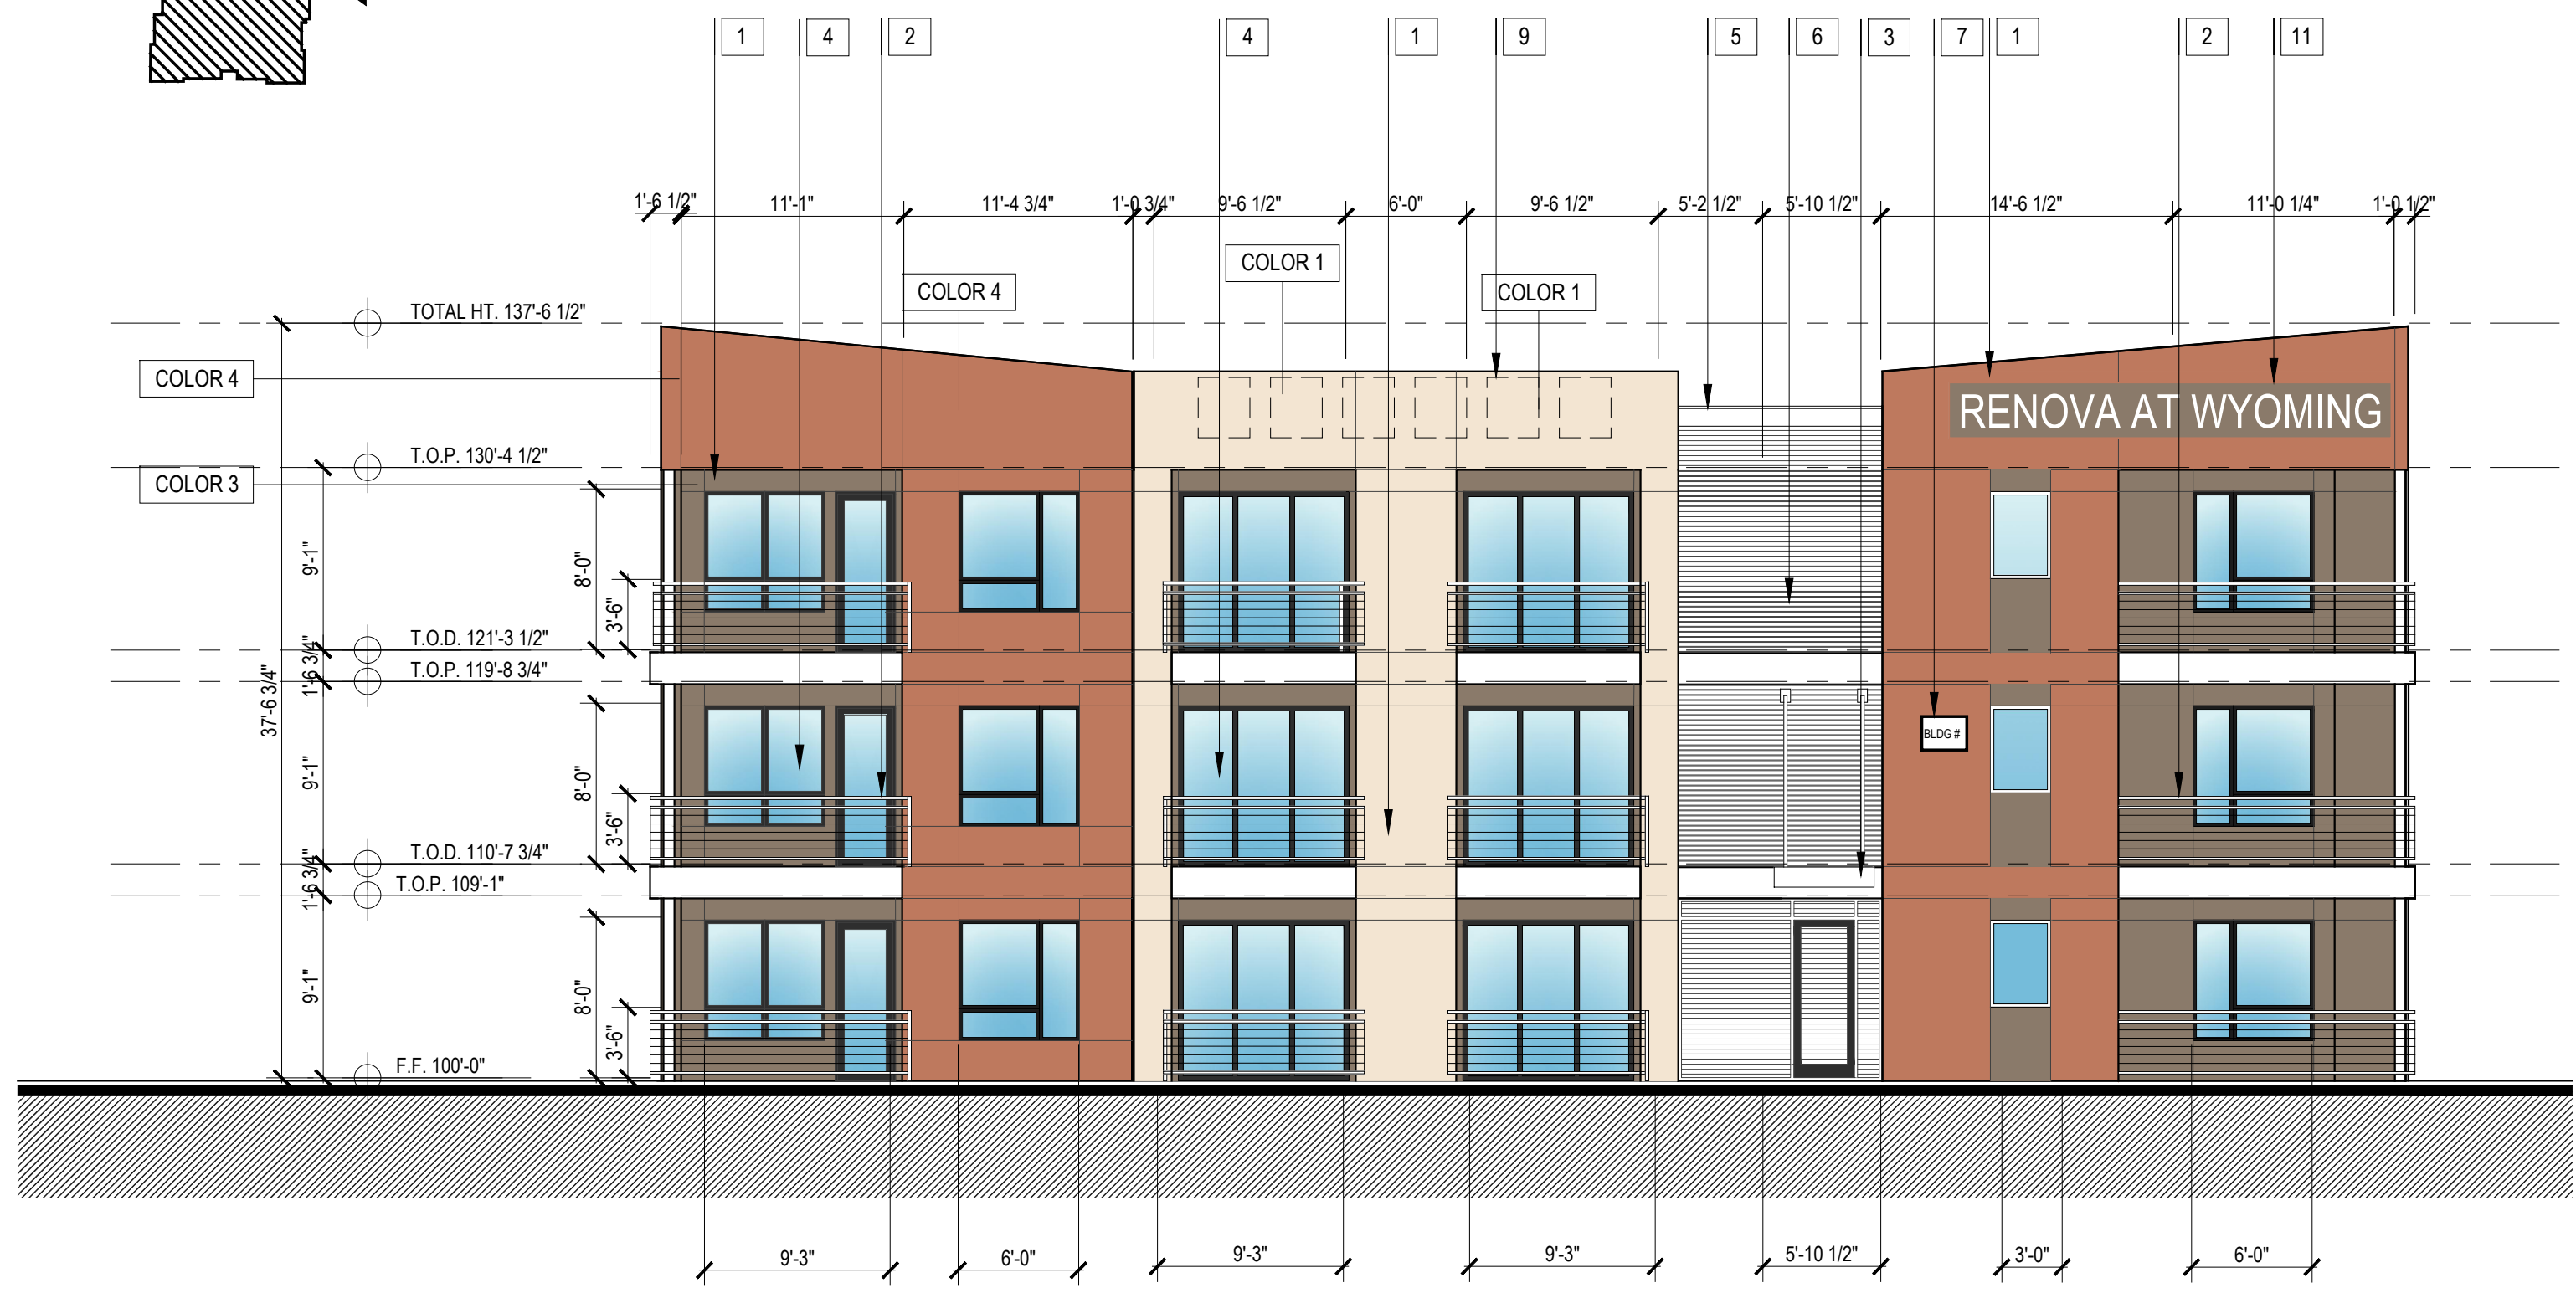 1 4 2 4 1 9 5 6 3 7 1 2 11
1'-6 1/2" 11'-1" 11'-4 3/4" 1'-0 3/4" 9'-6 1/2" 6'-0" 9'-6 1/2" 5'-2 1/2" 5'-10 1/2" 14'-6 1/2" 11'-0 1/4" 1'-0 1/2"
COLOR 1
COLOR 4 COLOR 1
TOTAL HT. 137'-6 1/2"
COLOR 4
RENOVA AT WYOMING
T.O.P. 130'-4 1/2"
COLOR 3
9'-1" 8'-0"
3'-6"
T.O.D. 121'-3 1/2"
1'-6 3/4"
T.O.P. 119'-8 3/4"
37'-6 3/4"
BLDG #
9'-1" 8'-0"
3'-6"
T.O.D. 110'-7 3/4"
1'-6 3/4"
T.O.P. 109'-1"
9'-1" 8'-0"
3'-6"
F.F. 100'-0"
9'-3" 6'-0" 9'-3" 9'-3" 5'-10 1/2" 3'-0" 6'-0"